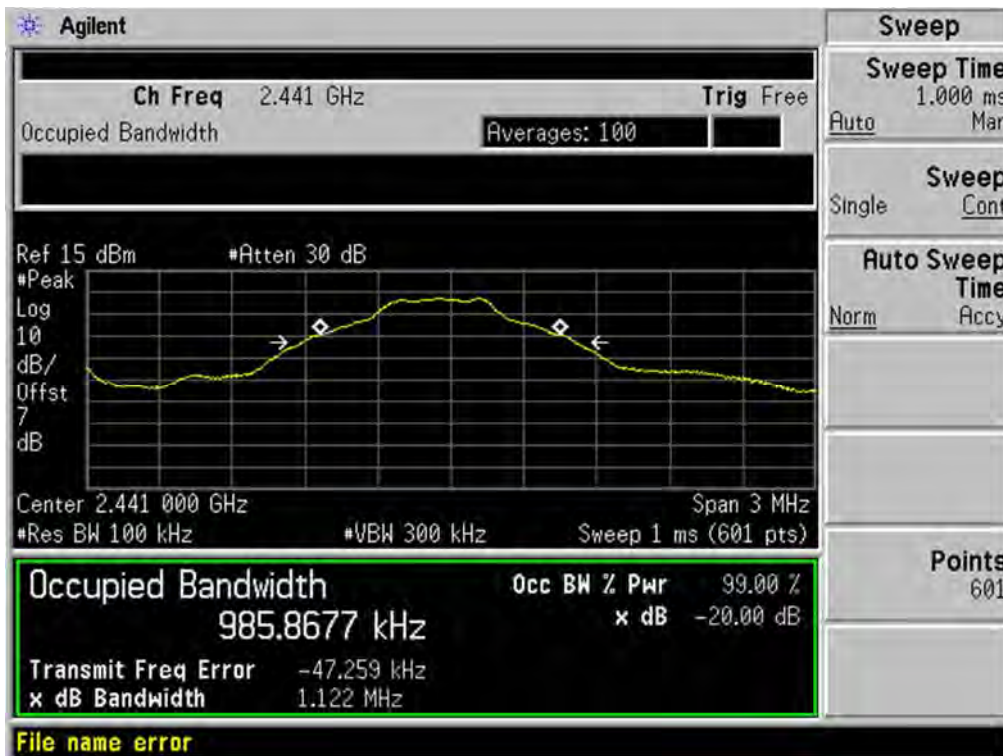 Agilent
Sweep
Ch Freq 2.441 GHz Trig Free
Occupied Bandwidth Averages: 100
Sweep Time
1.000 ms
Auto Man
Sweep
Single Cont
Auto Sweep
Time
Norm Accy
Ref 15 dBm #Atten 30 dB
#Peak
Log
10
dB/
Offst
7
dB
Center 2.441 000 GHz Span 3 MHz
#Res BW 100 kHz #VBW 300 kHz Sweep 1 ms (601 pts)
Points
601
Occupied Bandwidth Occ BW % Pwr 99.00 %
985.8677 kHz x dB -20.00 dB
Transmit Freq Error -47.259 kHz
x dB Bandwidth 1.122 MHz
File name error